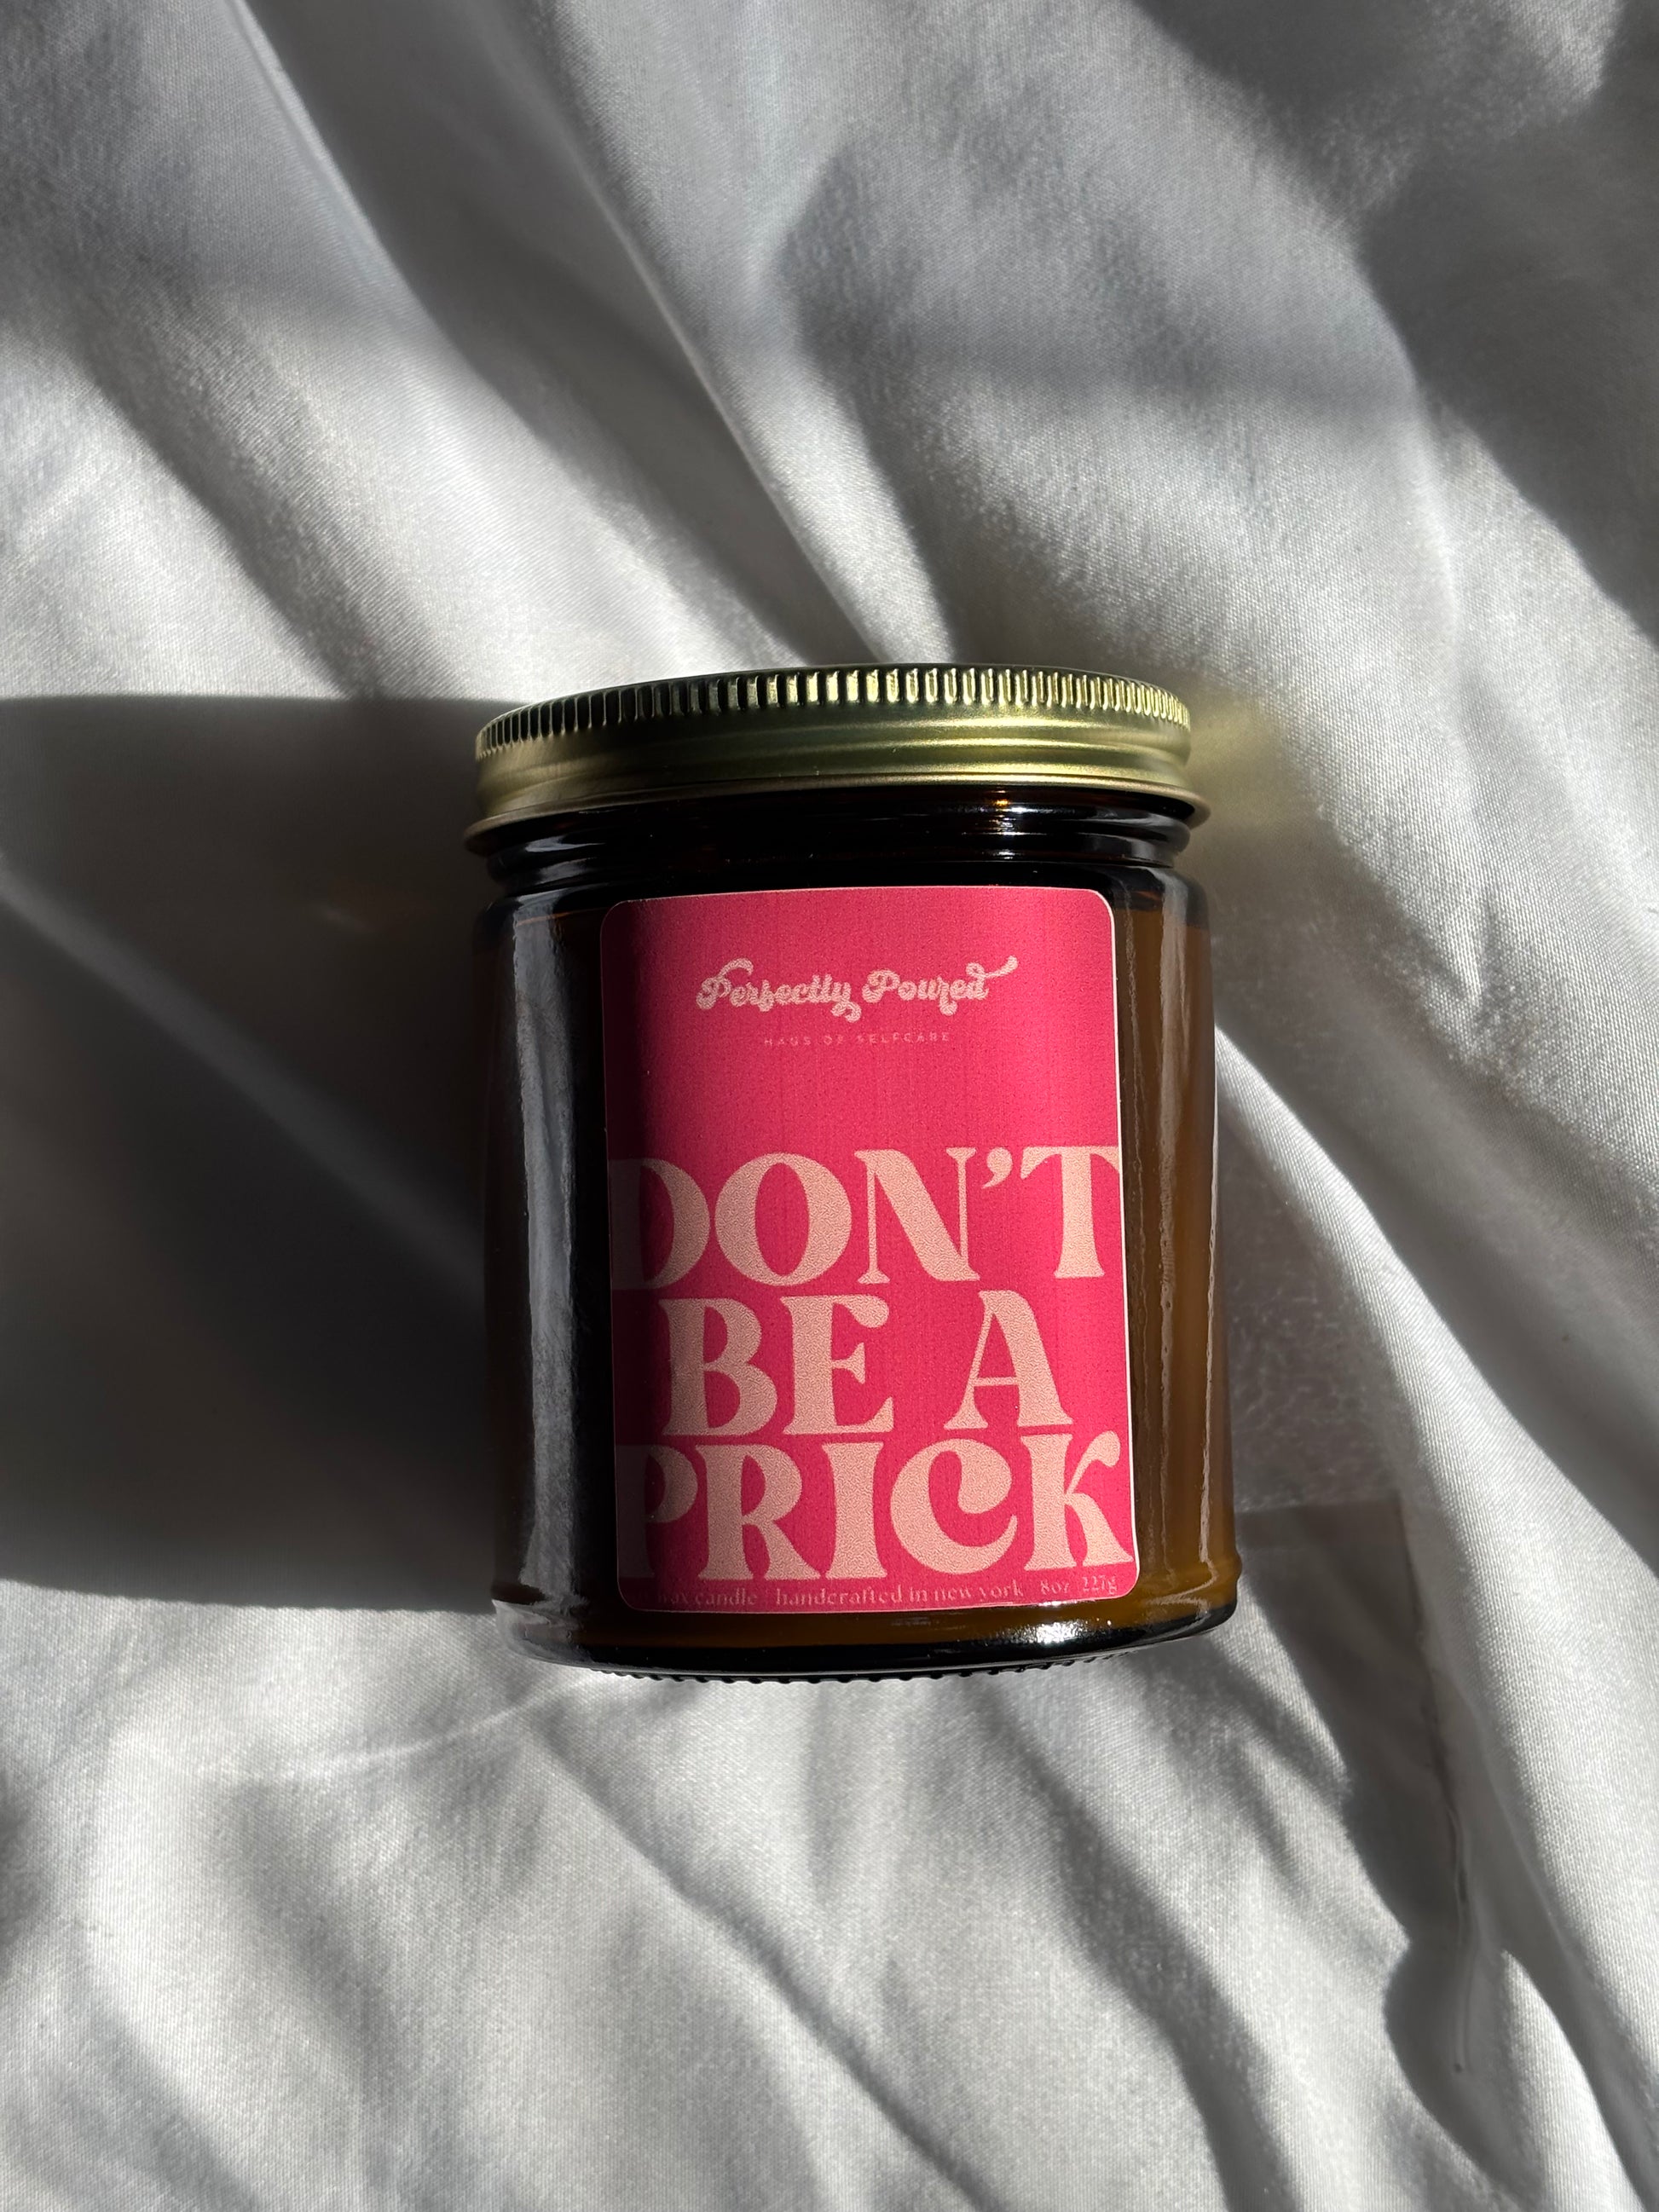 Perfectly Poured
HAUS OF SELFCARE
DON'T
BE A
PRICK
wax candle | handcrafted in new york 8oz 227g